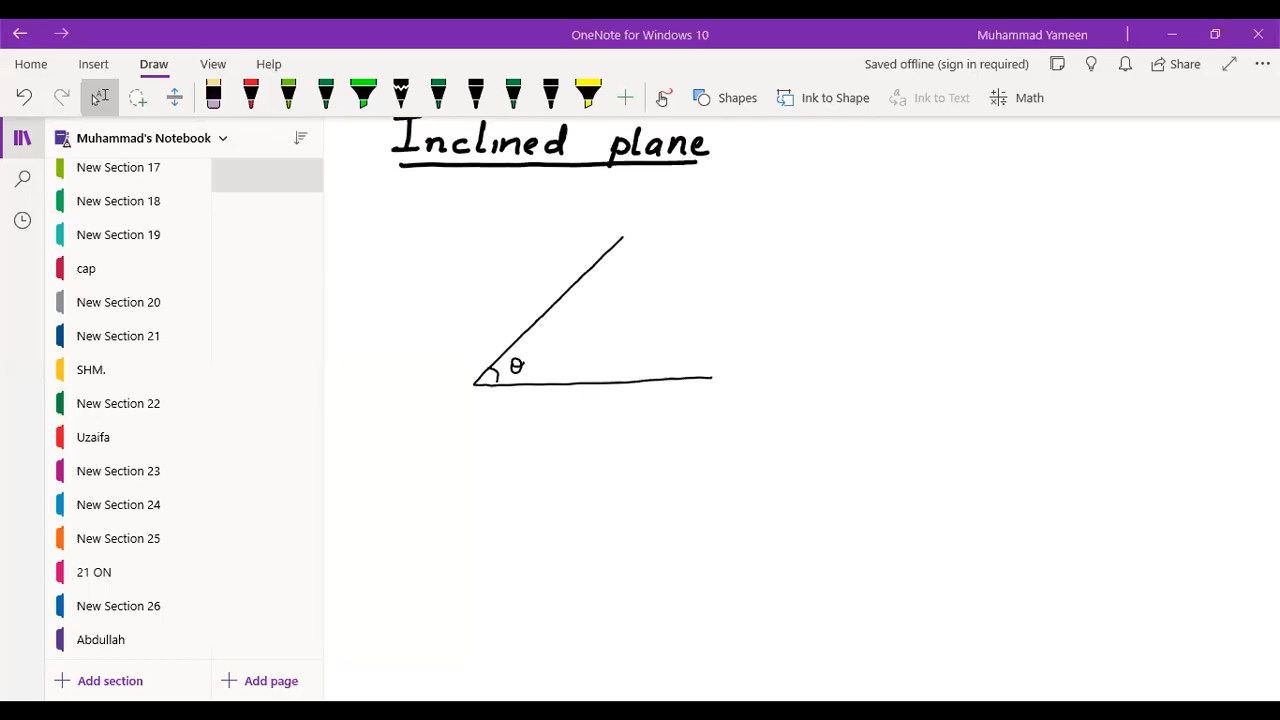 OneNote for Windows 10
Muhammad Yameen
Home
Insert
Draw
View
Help
Saved offline (sign in required)
Share
Shapes
Ink to Shape
Ink to Text
Math
Muhammad's Notebook
New Section 17
New Section 18
New Section 19
cap
New Section 20
New Section 21
SHM.
New Section 22
Uzaifa
New Section 23
New Section 24
New Section 25
21 ON
New Section 26
Abdullah
Add section
Add page
Inclined plane
θ